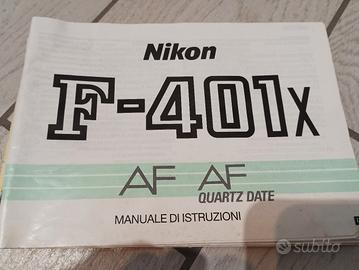 Nikon
F-401x
AF AF
QUARTZ DATE
MANUALE DI ISTRUZIONI
subito